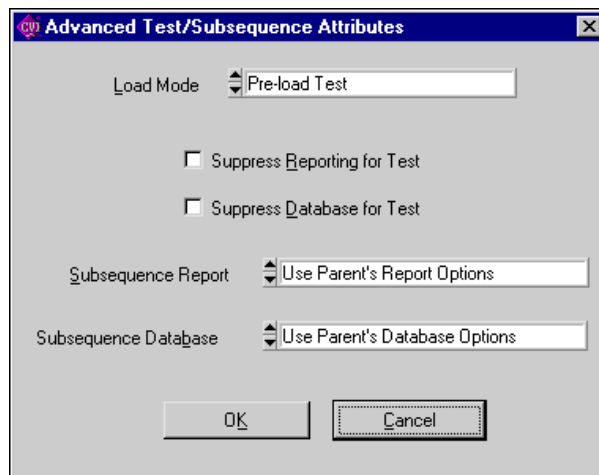 CVI Advanced Test/Subsequence Attributes
Load Mode Pre-load Test
Suppress Reporting for Test
Suppress Database for Test
Subsequence Report Use Parent's Report Options
Subsequence Database Use Parent's Database Options
OK Cancel